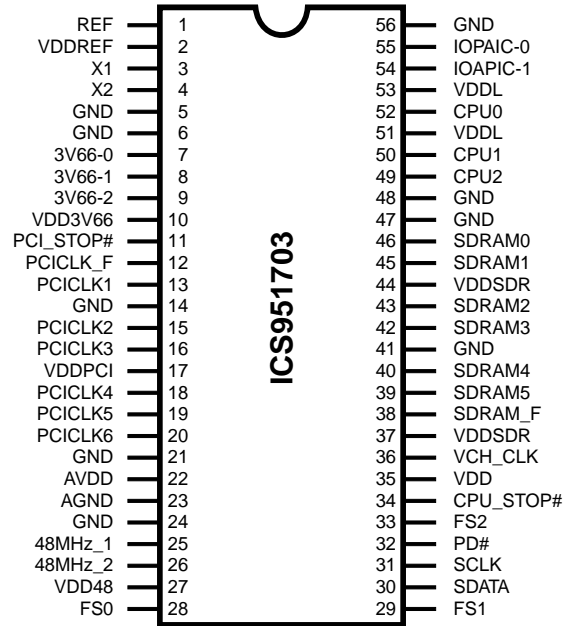 REF 1 56 GND
VDDREF 2 55 IOPAIC-0
X1 3 54 IOAPIC-1
X2 4 53 VDDL
GND 5 52 CPU0
GND 6 51 VDDL
3V66-0 7 50 CPU1
3V66-1 8 49 CPU2
3V66-2 9 48 GND
VDD3V66 10 47 GND
PCI_STOP# 11 46 SDRAM0
PCICLK_F 12 45 SDRAM1
PCICLK1 13 44 VDDSDR
GND 14 43 SDRAM2
PCICLK2 15 42 SDRAM3
PCICLK3 16 41 GND
VDDPCI 17 40 SDRAM4
PCICLK4 18 39 SDRAM5
PCICLK5 19 38 SDRAM_F
PCICLK6 20 37 VDDSDR
GND 21 36 VCH_CLK
AVDD 22 35 VDD
AGND 23 34 CPU_STOP#
GND 24 33 FS2
48MHz_1 25 32 PD#
48MHz_2 26 31 SCLK
VDD48 27 30 SDATA
FS0 28 29 FS1
ICS951703